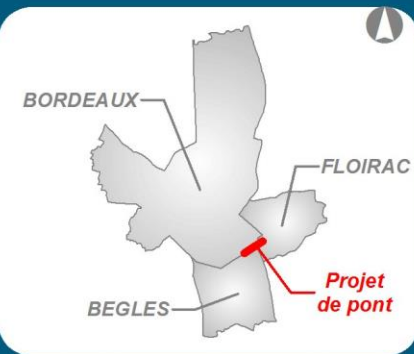 BORDEAUX
FLOIRAC
Projet
de pont
BEGLES